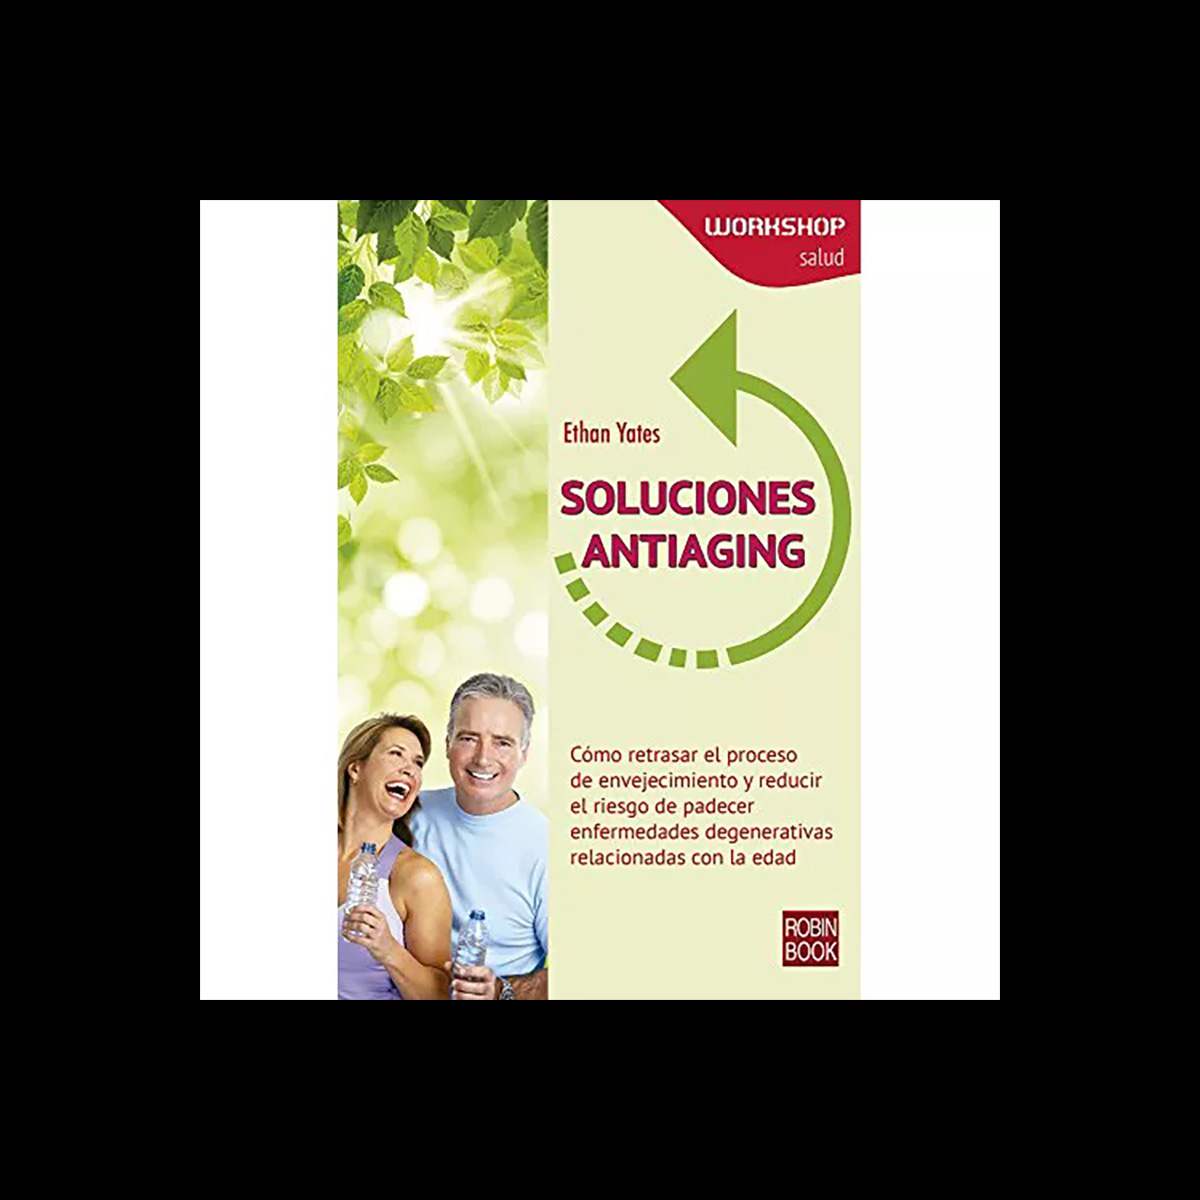 WORKSHOP
salud
Ethan Yates
SOLUCIONES
ANTIAGING
Cómo retrasar el proceso
de envejecimiento y reducir
el riesgo de padecer
enfermedades degenerativas
relacionadas con la edad
ROBIN
BOOK